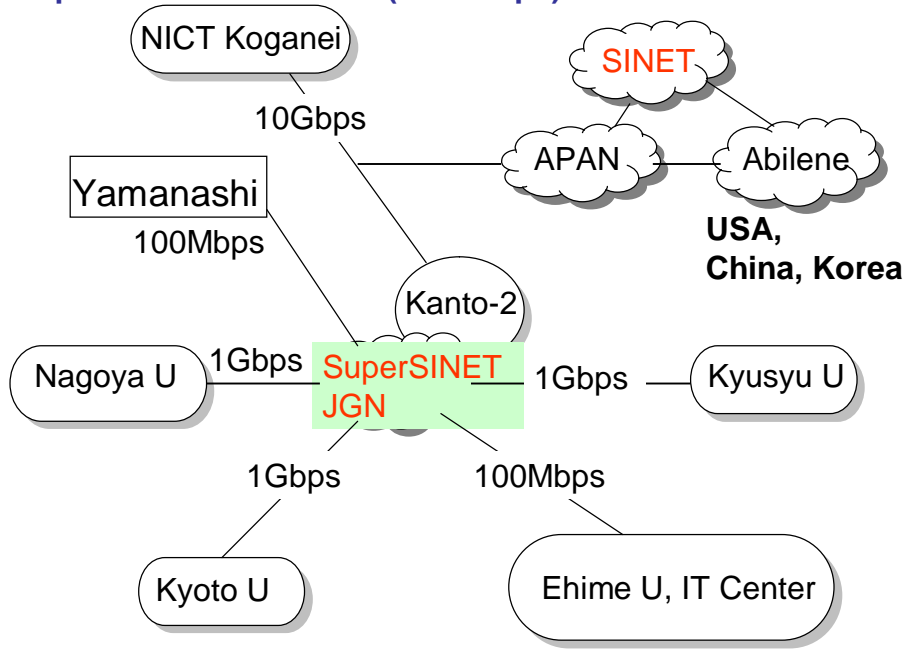 NICT Koganei
SINET
10Gbps
APAN
Abilene
Yamanashi
100Mbps
USA,
China, Korea
Kanto-2
Nagoya U
1Gbps
SuperSINET
JGN
1Gbps
Kyusyu U
1Gbps
100Mbps
Kyoto U
Ehime U, IT Center